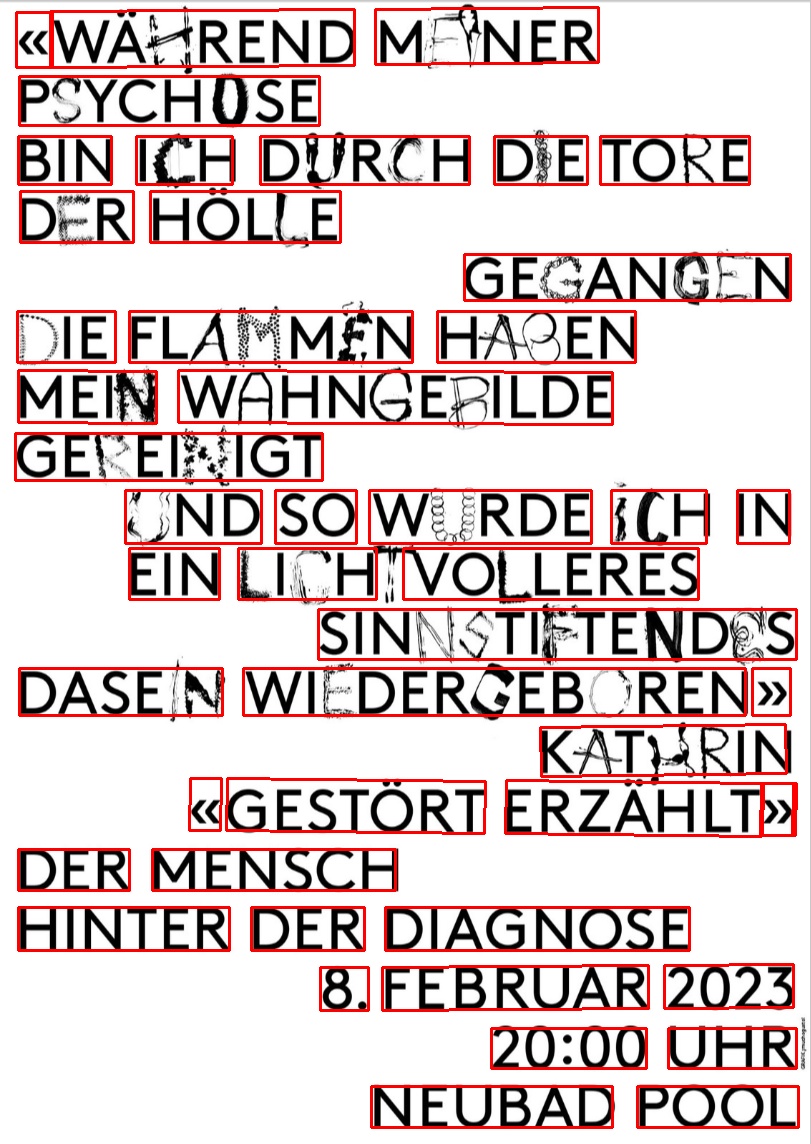 «WÄHREND MEINER
PSYCHOSE
BIN ICH DURCH DIE TORE
DER HÖLLE
GEGANGEN
DIE FLAMMEN HABEN
MEIN WAHNGEBILDE
GEREINIGT
UND SO WURDE ICH IN
EIN LICHTVOLLERES
SINNSTIFTENDES
DASEIN WIEDERGEBOREN»
KATHRIN
«GESTÖRT ERZÄHLT»
DER MENSCH
HINTER DER DIAGNOSE
8. FEBRUAR 2023
20:00 UHR
NEUBAD POOL